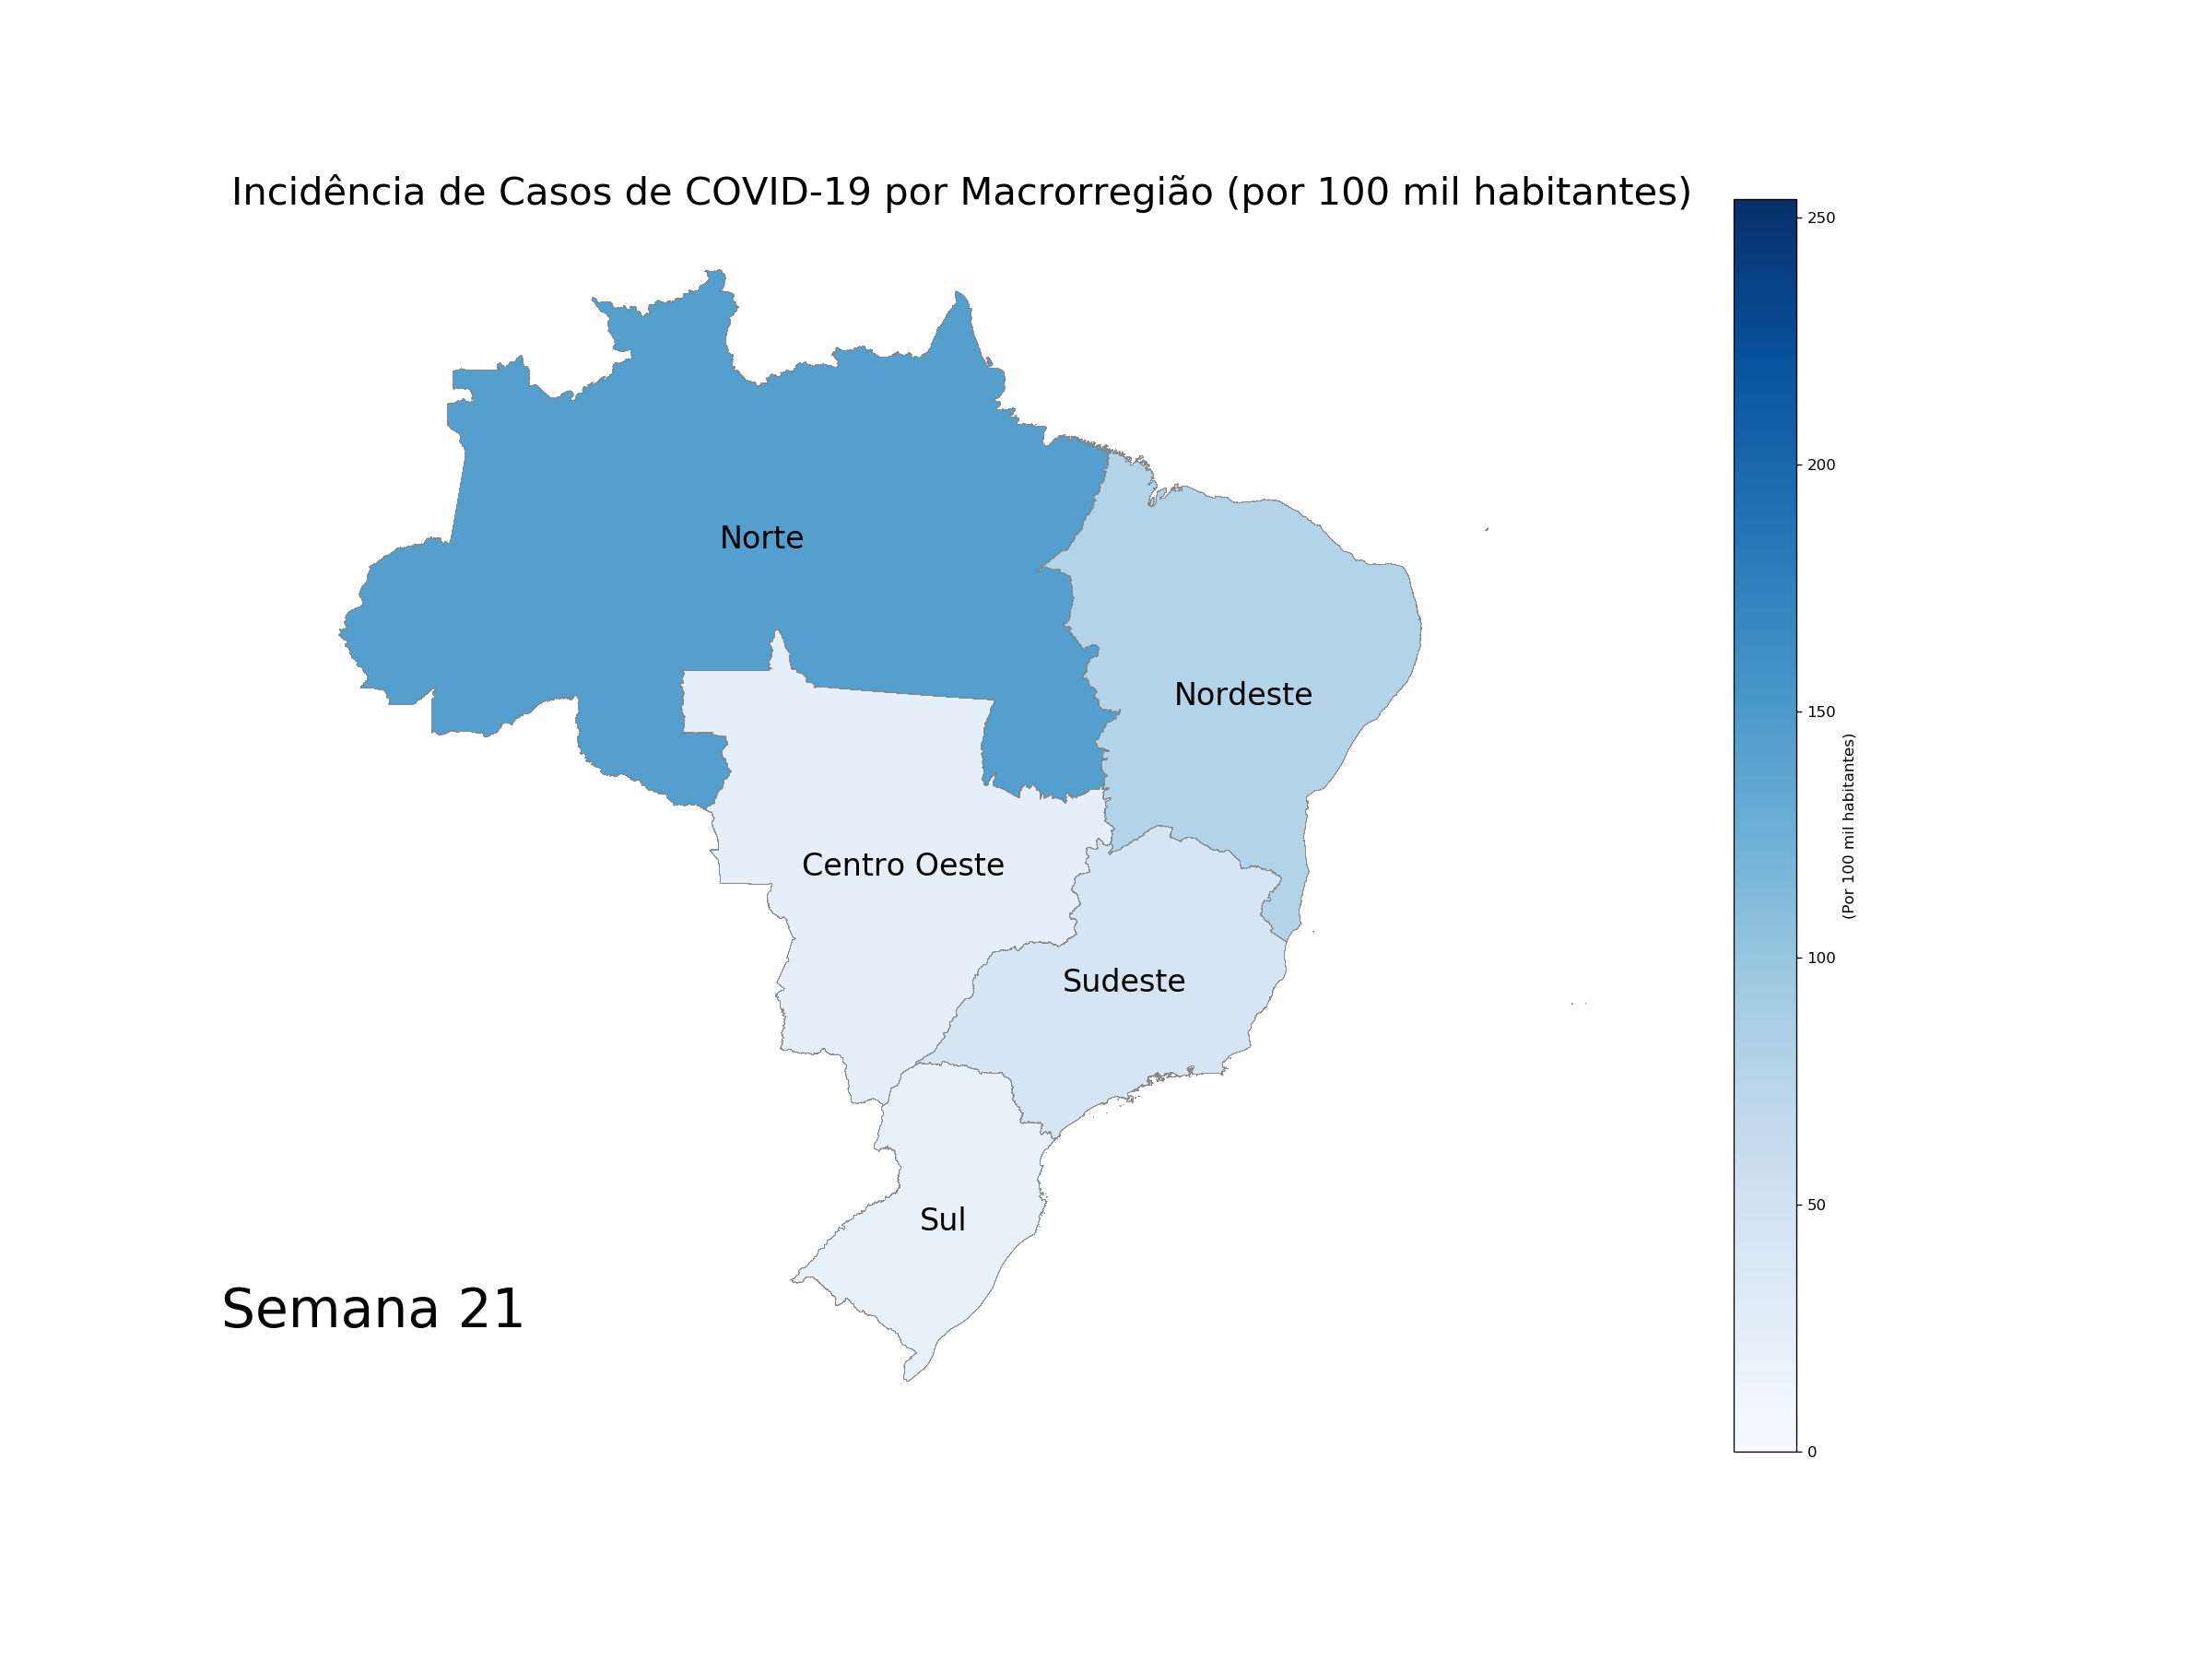 Incidência de Casos de COVID-19 por Macrorregião (por 100 mil habitantes)
250
200
150
100
50
0
(Por 100 mil habitantes)
Norte
Nordeste
Centro Oeste
Sudeste
Sul
Semana 21